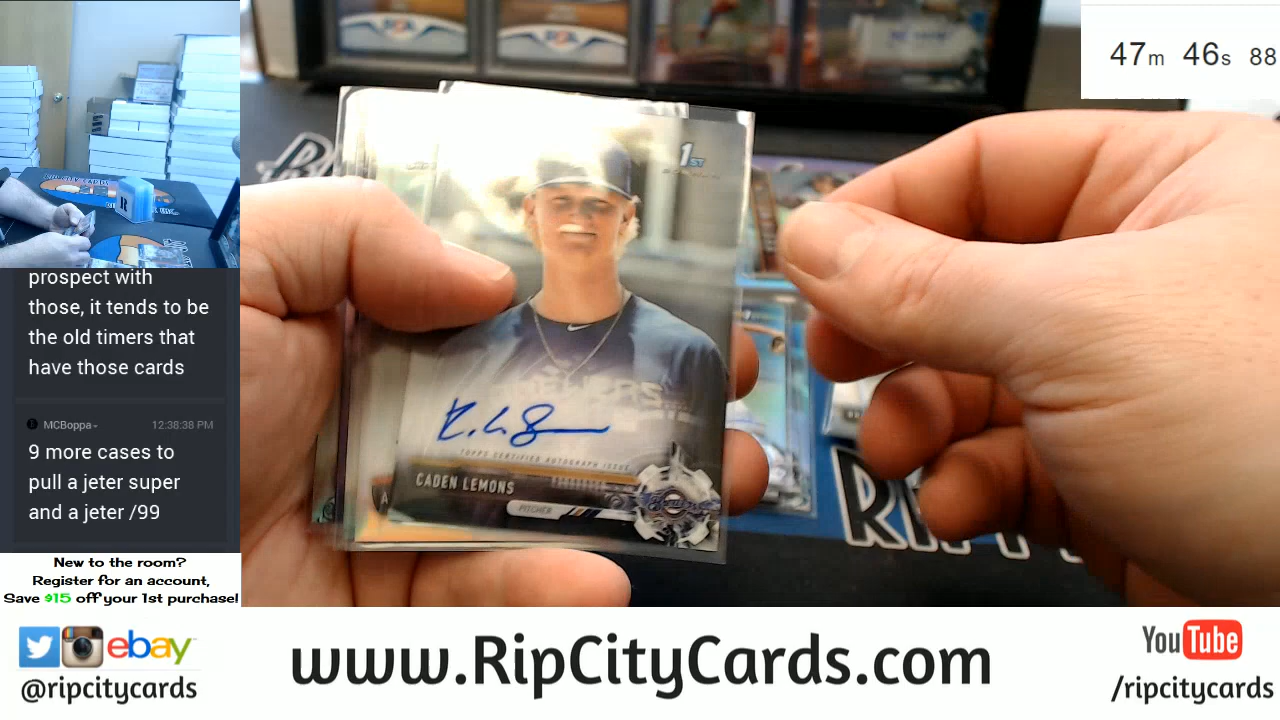 47m 46s 88
1ST
prospect with
those, it tends to be
the old timers that
have those cards
MCBoppa
12:38:38 PM
9 more cases to
pull a jeter super
and a jeter /99
TOPPS CERTIFIED AUTOGRAPH ISSUE
CADEN LEMONS
PITCHER
New to the room?
Register for an account,
Save $15 off your 1st purchase!
ebay
@ripcitycards
www.RipCityCards.com
YouTube
/ripcitycards